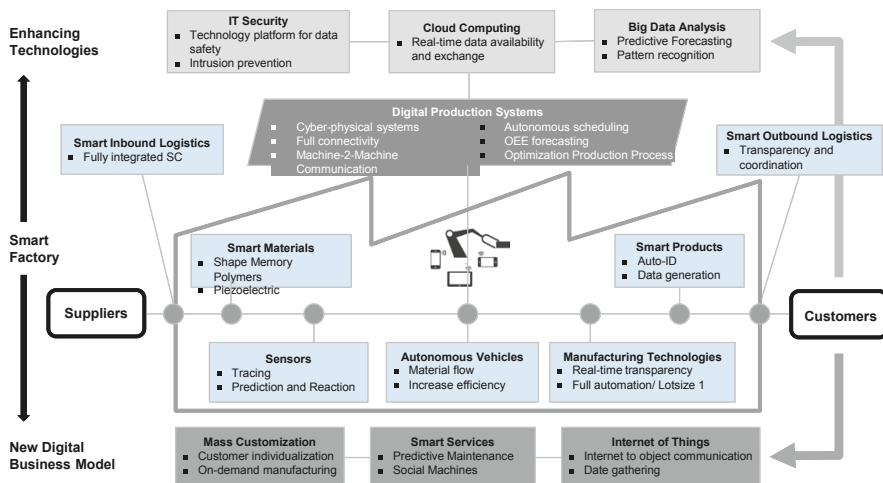 Enhancing
Technologies
IT Security
▪ Technology platform for data
safety
▪ Intrusion prevention
Cloud Computing
▪ Real-time data availability
and exchange
Big Data Analysis
▪ Predictive Forecasting
▪ Pattern recognition
Digital Production Systems
▪ Cyber-physical systems
▪ Full connectivity
▪ Machine-2-Machine
Communication
▪ Autonomous scheduling
▪ OEE forecasting
▪ Optimization Production Process
Smart Inbound Logistics
▪ Fully integrated SC
Smart Outbound Logistics
▪ Transparency and
coordination
Smart
Factory
Smart Materials
▪ Shape Memory
Polymers
▪ Piezoelectric
Smart Products
▪ Auto-ID
▪ Data generation
Suppliers
Customers
Sensors
▪ Tracing
▪ Prediction and Reaction
Autonomous Vehicles
▪ Material flow
▪ Increase efficiency
Manufacturing Technologies
▪ Real-time transparency
▪ Full automation/ Lotsize 1
New Digital
Business Model
Mass Customization
▪ Customer individualization
▪ On-demand manufacturing
Smart Services
▪ Predictive Maintenance
▪ Social Machines
Internet of Things
▪ Internet to object communication
▪ Date gathering